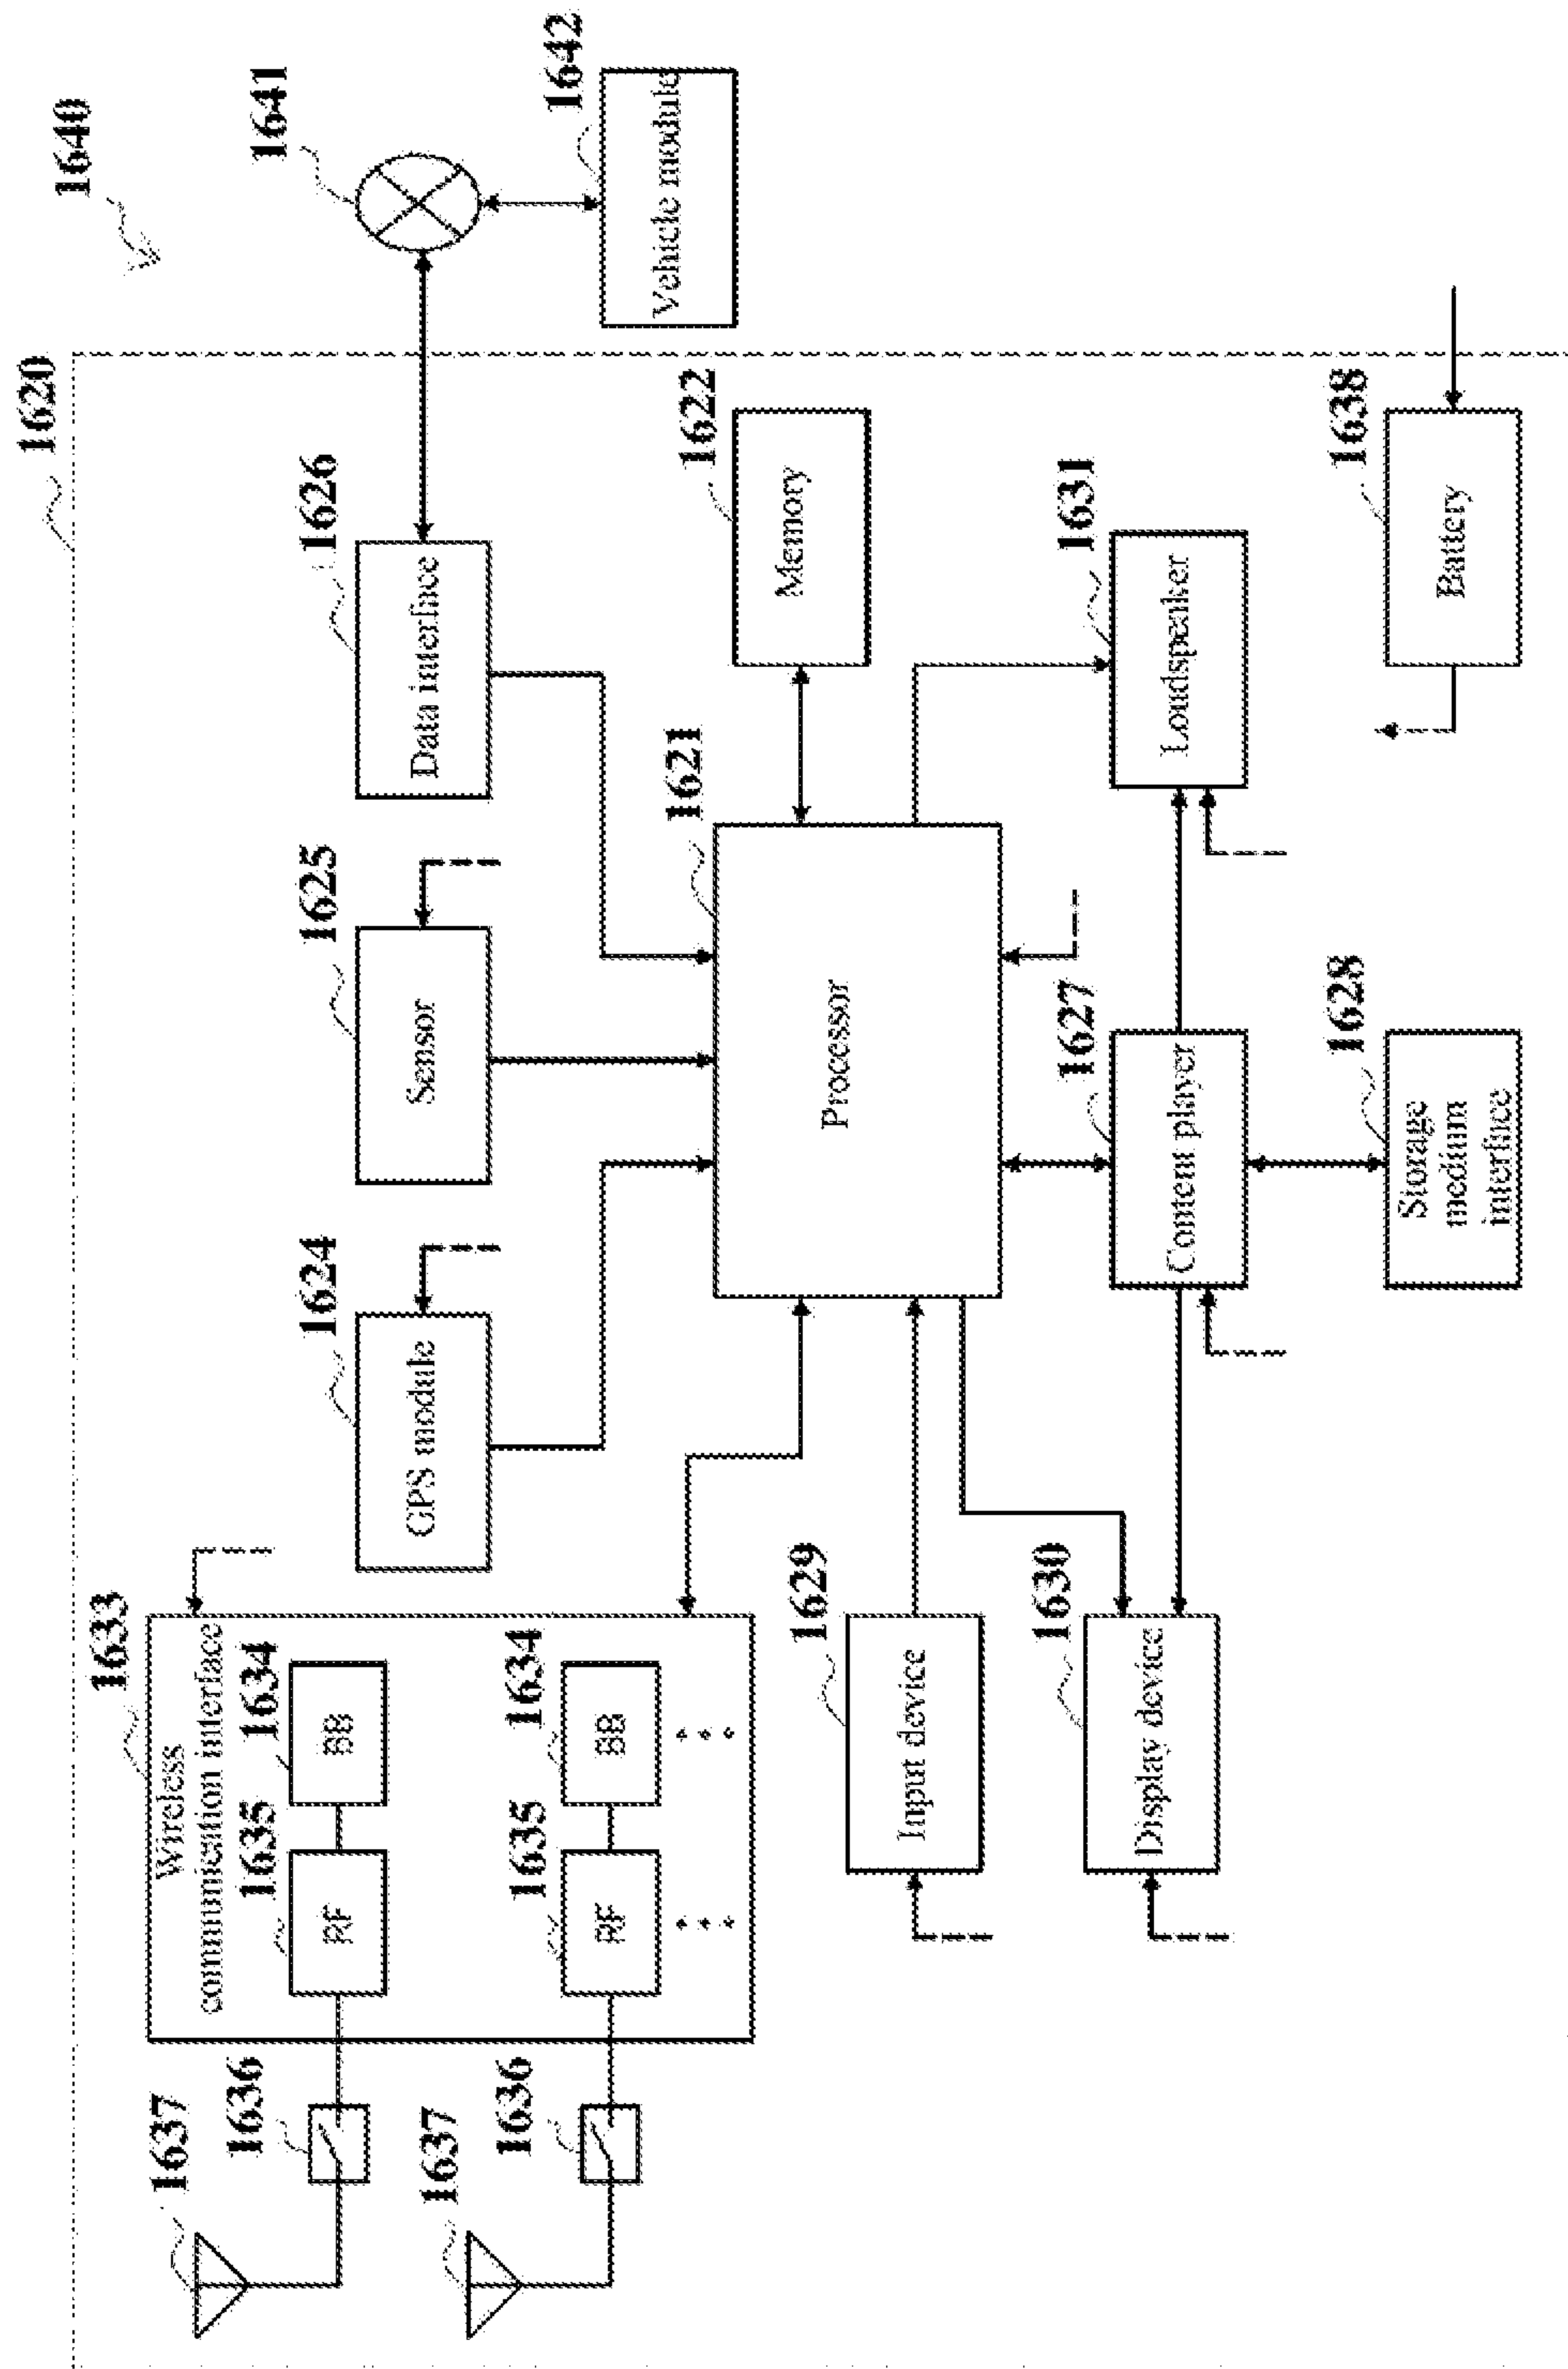 1640
1620
1641
1642
Vehicle module
1633
Wireless
communication interface
1637
1636
1635
RF
1634
BB
1637
1636
1635
RF
1634
BB
1624
GPS module
1625
Sensor
1626
Data interface
1621
Processor
1622
Memory
1629
Input device
1630
Display device
1627
Content player
1631
Loudspeaker
1628
Storage
medium
interface
1638
Battery